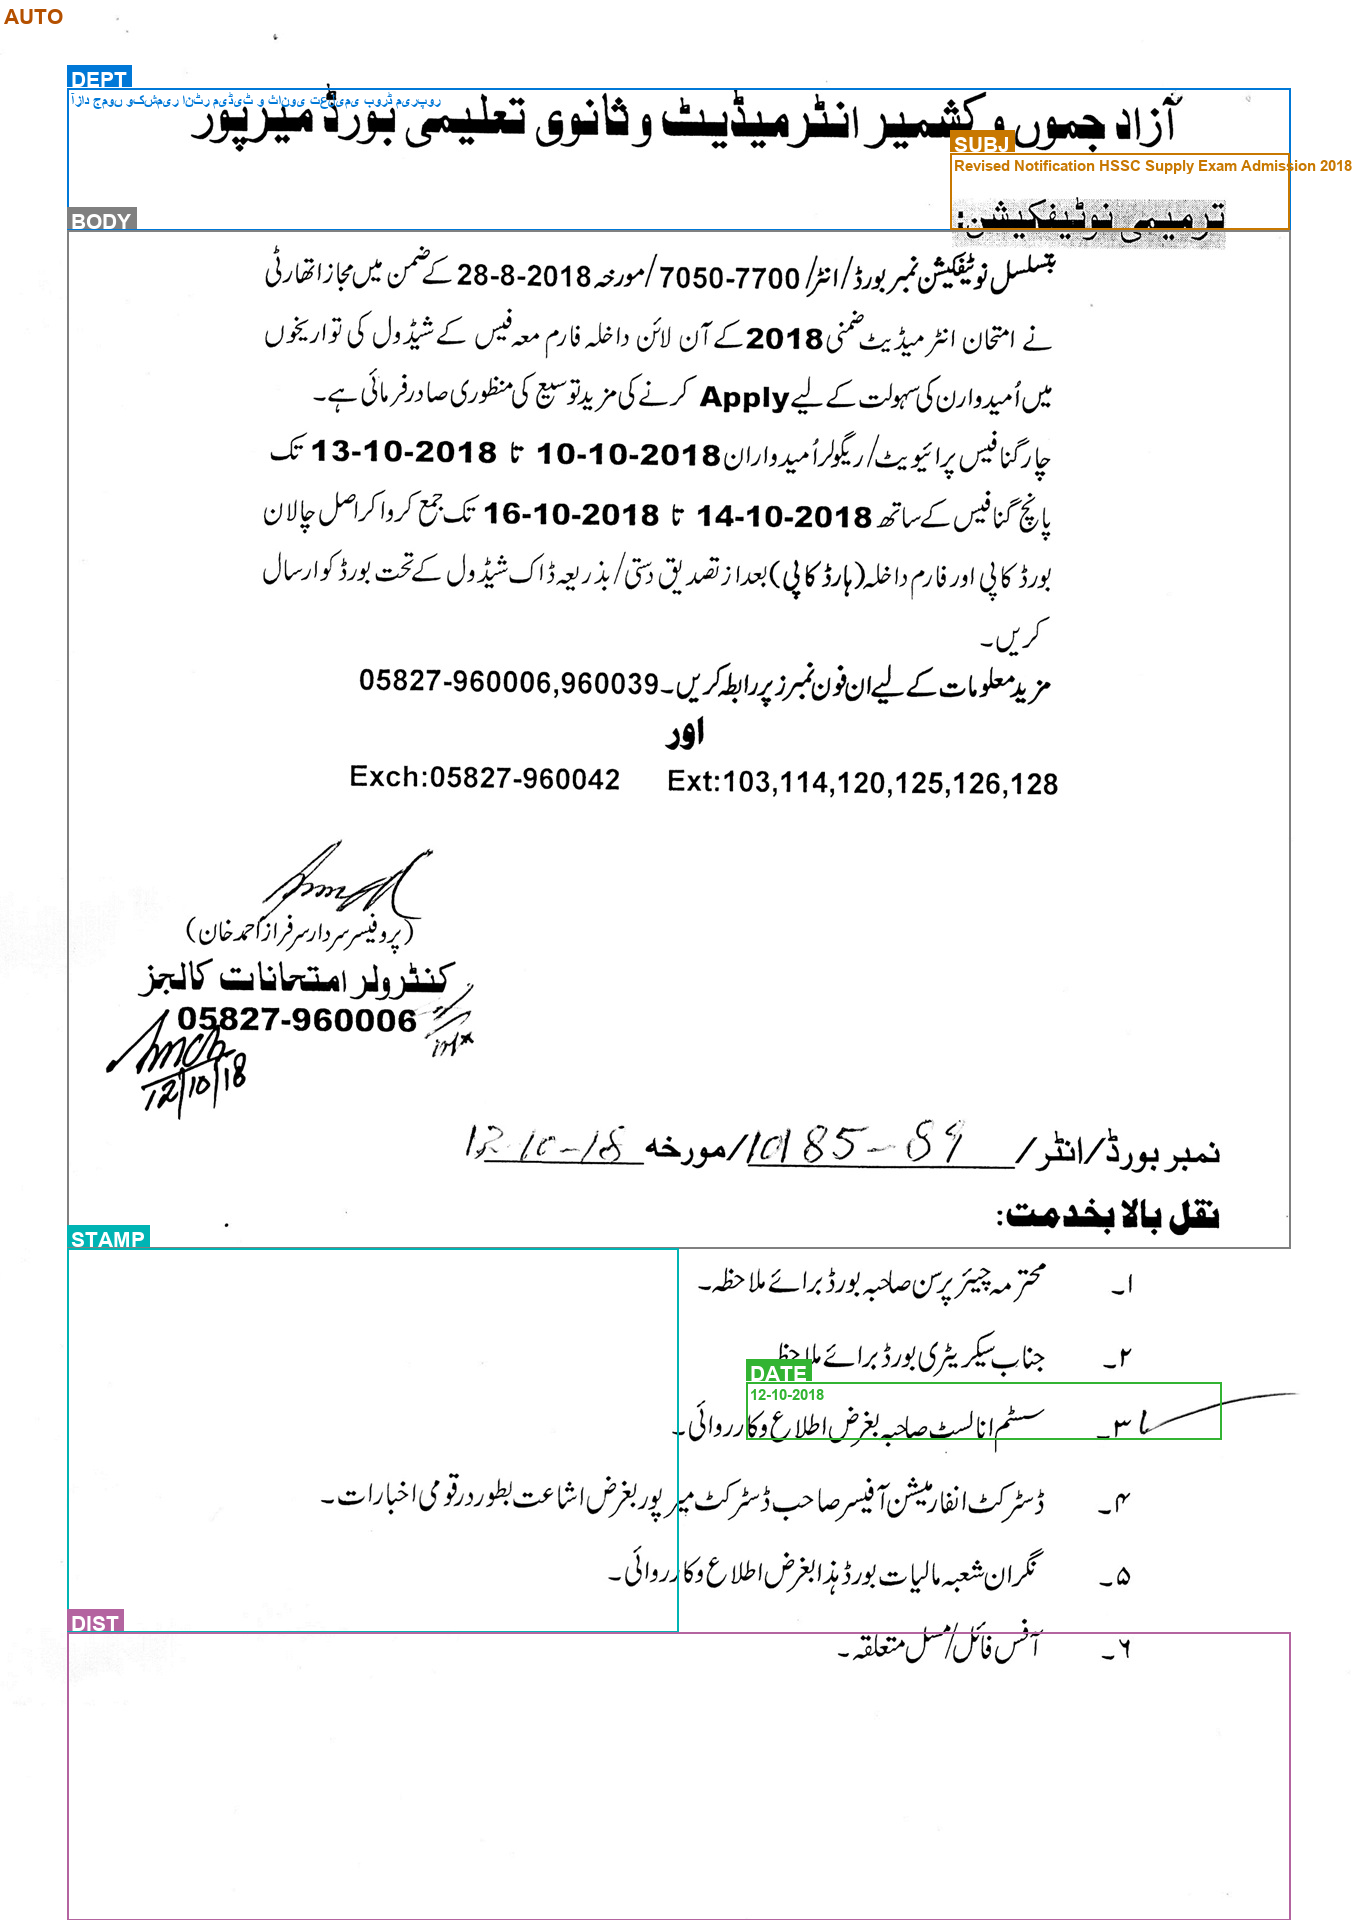 AUTO
DEPT
آزاد جموں و کشمیر انٹر میڈیٹ و ثانوی تعلیمی بورڈ میرپور
آزاد جموں و کشمیر انٹرمیڈیٹ و ثانوی تعلیمی بورڈ میرپور
SUBJ
Revised Notification HSSC Supply Exam Admission 2018
ترمیمی نوٹیفکیشن:
BODY
بتسلسل نوٹیفکیشن نمبر بورڈ/انٹر/ 7050-7700/مورخہ 28-8-2018 کے ضمن میں مجاز اتھارٹی
نے امتحان انٹر میڈیٹ ضمنی 2018 کے آن لائن داخلہ فارم معہ فیس کے شیڈول کی تواریخوں
میں اُمیدوارن کی سہولت کے لیے Apply کرنے کی مزید توسیع کی منظوری صادر فرمائی ہے۔
چار گنا فیس پرائیویٹ/ریگولر اُمیدواران 10-10-2018 تا 13-10-2018 تک
پانچ گنا فیس کے ساتھ 14-10-2018 تا 16-10-2018 تک جمع کروا کر اصل چالان
بورڈ کاپی اور فارم داخلہ (ہارڈ کاپی) بعد از تصدیق دستی/بذریعہ ڈاک شیڈول کے تحت بورڈ کو ارسال
کریں۔
مزید معلومات کے لیے ان فون نمبرز پر رابطہ کریں۔ 05827-960006,960039
اور
Exch:05827-960042 Ext:103,114,120,125,126,128
(پروفیسر سردار سرفراز احمد خان)
کنٹرولر امتحانات کالجز
05827-960006
12/10/18
نمبر بورڈ/انٹر/ 10185-89/مورخہ 12-10-18
نقل بالا بخدمت:
STAMP
۱۔ محترمہ چیئرپرسن صاحبہ بورڈ برائے ملاحظہ۔
۲۔ جناب سیکریٹری بورڈ برائے ملاحظہ
DATE
12-10-2018
۳۔ سسٹم انالسٹ صاحبہ بغرض اطلاع و کارروائی۔
۴۔ ڈسٹرکٹ انفارمیشن آفیسر صاحب ڈسٹرکٹ میرپور بغرض اشاعت بطور در قومی اخبارات۔
۵۔ نگران شعبہ مالیات بورڈ ہذا بغرض اطلاع و کارروائی۔
DIST
۶۔ آفس فائل/مسل متعلقہ۔